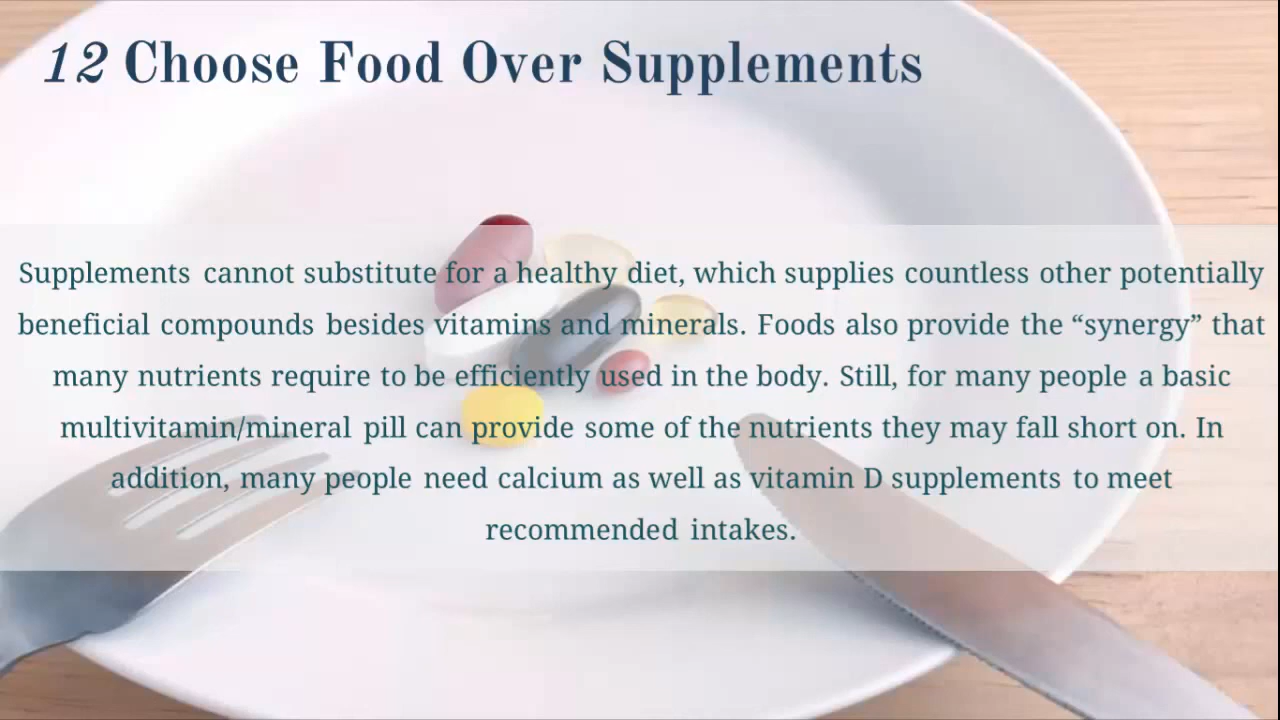 12 Choose Food Over Supplements
Supplements cannot substitute for a healthy diet, which supplies countless other potentially
beneficial compounds besides vitamins and minerals. Foods also provide the “synergy” that
many nutrients require to be efficiently used in the body. Still, for many people a basic
multivitamin/mineral pill can provide some of the nutrients they may fall short on. In
addition, many people need calcium as well as vitamin D supplements to meet
recommended intakes.